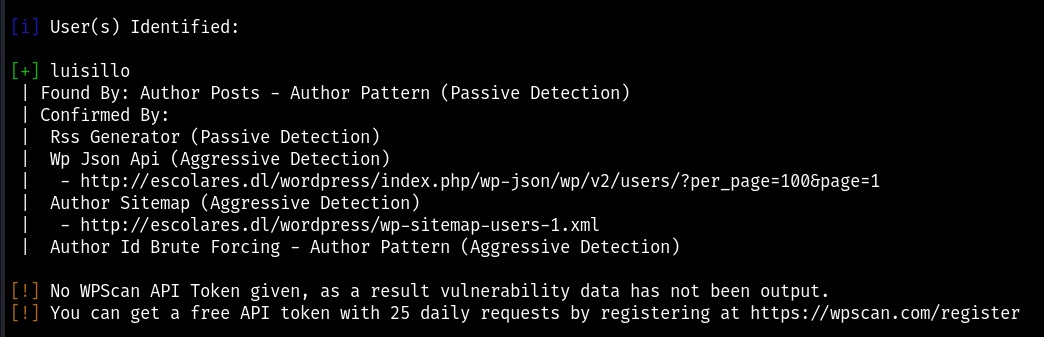 [i] User(s) Identified:
[+] luisillo
| Found By: Author Posts - Author Pattern (Passive Detection)
| Confirmed By:
|  Rss Generator (Passive Detection)
|  Wp Json Api (Aggressive Detection)
|   - http://escolares.dl/wordpress/index.php/wp-json/wp/v2/users/?per_page=100&page=1
|  Author Sitemap (Aggressive Detection)
|   - http://escolares.dl/wordpress/wp-sitemap-users-1.xml
|  Author Id Brute Forcing - Author Pattern (Aggressive Detection)
[!] No WPScan API Token given, as a result vulnerability data has not been output.
[!] You can get a free API token with 25 daily requests by registering at https://wpscan.com/register